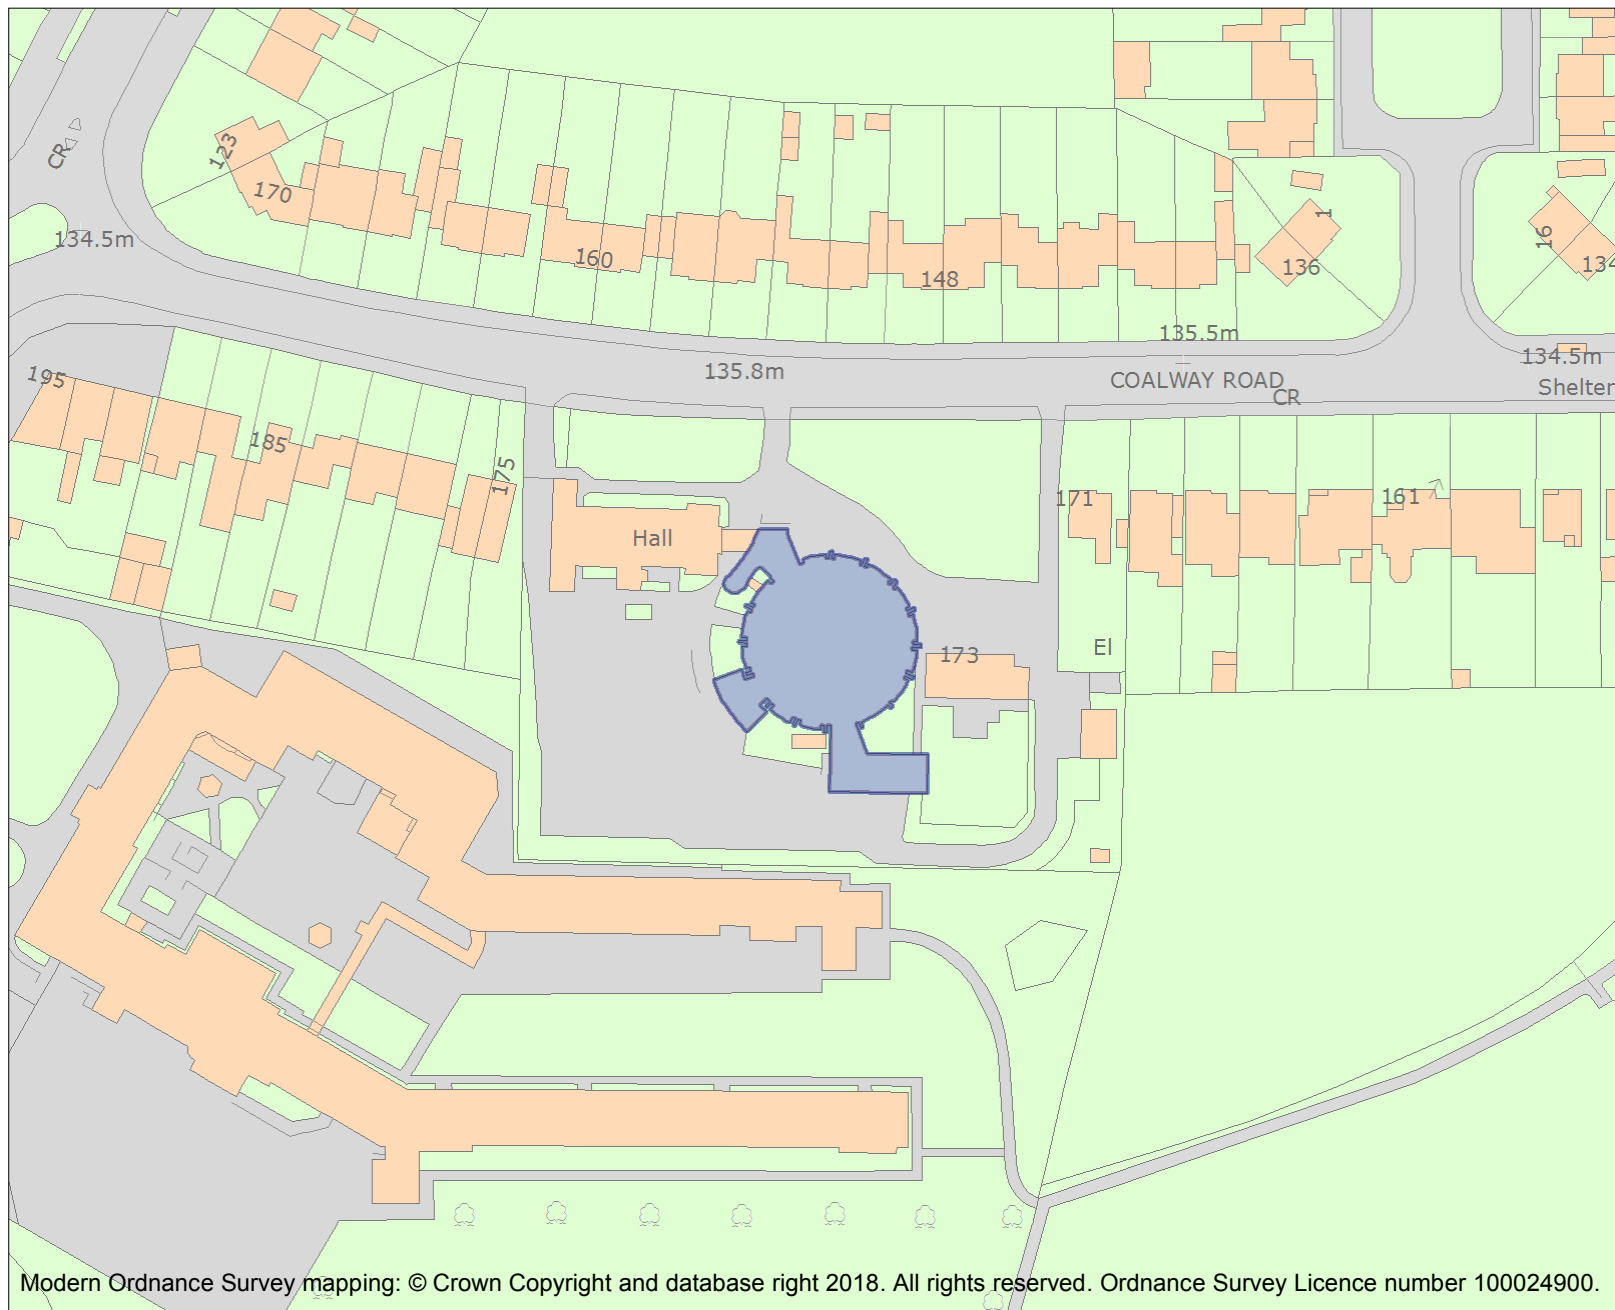 123
CR
170
134.5m
160
148
1
136
16
134
135.5m
134.5m
195
135.8m
COALWAY ROAD
CR
Shelter
185
175
171
161
Hall
173
El
Modern Ordnance Survey mapping: © Crown Copyright and database right 2018. All rights reserved. Ordnance Survey Licence number 100024900.